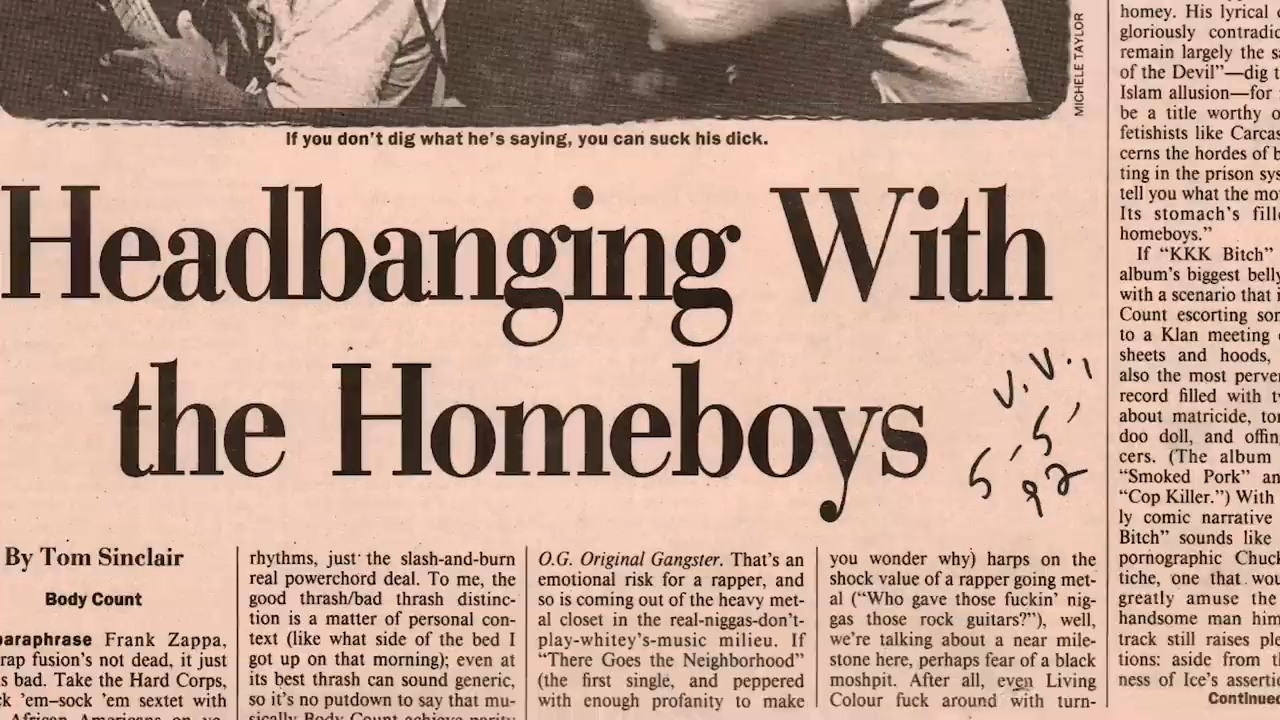 MICHELE TAYLOR
If you don't dig what he's saying, you can suck his dick.
Headbanging With
the Homeboys
V.V.,
5-5,
92
By Tom Sinclair
Body Count
paraphrase Frank Zappa,
rap fusion's not dead, it just
s bad. Take the Hard Corps,
ck 'em–sock 'em sextet with
African Americans on vo-
rhythms, just the slash-and-burn
real powerchord deal. To me, the
good thrash/bad thrash distinc-
tion is a matter of personal con-
text (like what side of the bed I
got up on that morning); even at
its best thrash can sound generic,
so it's no putdown to say that mu-
sically Body Count achieve parity
O.G. Original Gangster. That's an
emotional risk for a rapper, and
so is coming out of the heavy met-
al closet in the real-niggas-don't-
play-whitey's-music milieu. If
“There Goes the Neighborhood”
(the first single, and peppered
with enough profanity to make
you wonder why) harps on the
shock value of a rapper going met-
al (“Who gave those fuckin' nig-
gas those rock guitars?”), well,
we're talking about a near mile-
stone here, perhaps fear of a black
moshpit. After all, even Living
Colour fuck around with turn-
homey. His lyrical
gloriously contradic
remain largely the sa
of the Devil”—dig t
Islam allusion—for
be a title worthy o
fetishists like Carcas
cerns the hordes of b
ting in the prison sys
tell you what the mo
Its stomach's fill
homeboys.”
If “KKK Bitch”
album's biggest belly
with a scenario that i
Count escorting sor
to a Klan meeting
sheets and hoods,
also the most perver
record filled with tw
about matricide, to
doo doll, and offin
cers. (The album
“Smoked Pork” an
“Cop Killer.”) With
ly comic narrative
Bitch” sounds like
pornographic Chuck
tiche, one that wou
greatly amuse the
handsome man him
track still raises ple
tions: aside from th
ness of Ice's asserti
Continue